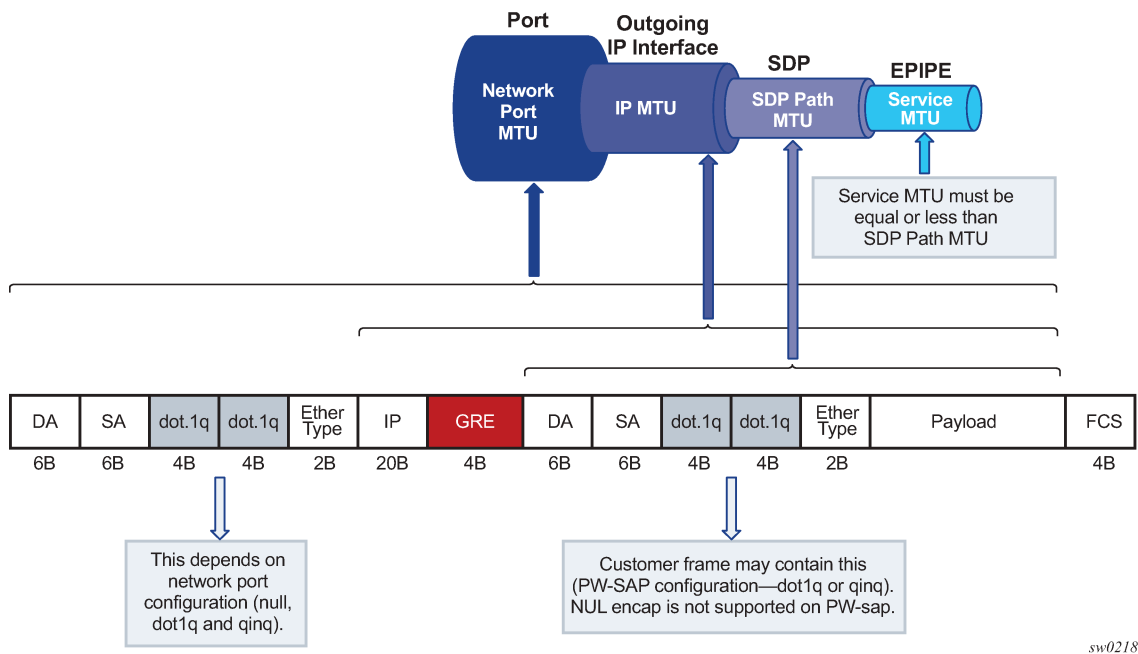 Port
Outgoing
IP Interface
SDP
EPIPE
Network
Port
MTU
IP MTU
SDP Path
MTU
Service
MTU
Service MTU must be
equal or less than
SDP Path MTU
DA SA dot.1q dot.1q Ether Type IP GRE DA SA dot.1q dot.1q Ether Type Payload FCS
6B 6B 4B 4B 2B 20B 4B 6B 6B 4B 4B 2B 4B
This depends on
network port
configuration (null,
dot1q and qinq).
Customer frame may contain this
(PW-SAP configuration—dot1q or qinq).
NUL encap is not supported on PW-sap.
sw0218